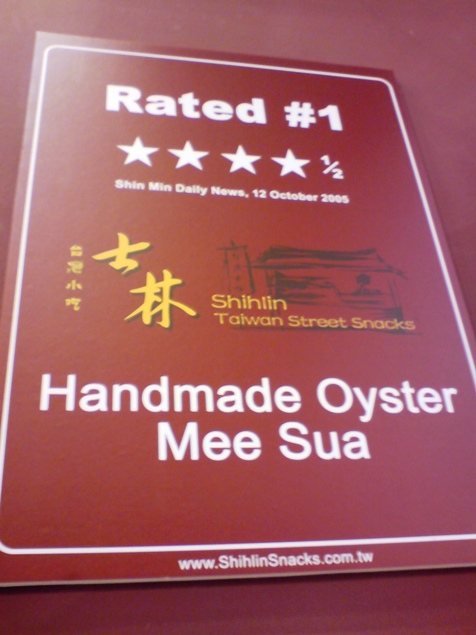 Rated #1
★★★★½
Shin Min Daily News, 12 October 2005
台灣小吃
士林
Shihlin
Taiwan Street Snacks
Handmade Oyster
Mee Sua
www.ShihlinSnacks.com.tw